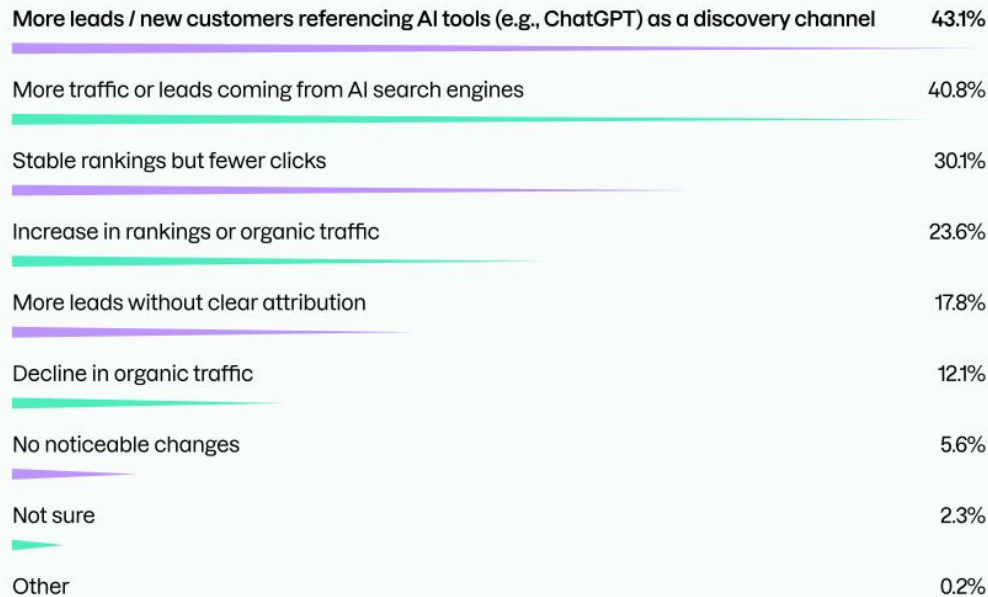 More leads / new customers referencing AI tools (e.g., ChatGPT) as a discovery channel 43.1%
More traffic or leads coming from AI search engines 40.8%
Stable rankings but fewer clicks 30.1%
Increase in rankings or organic traffic 23.6%
More leads without clear attribution 17.8%
Decline in organic traffic 12.1%
No noticeable changes 5.6%
Not sure 2.3%
Other 0.2%